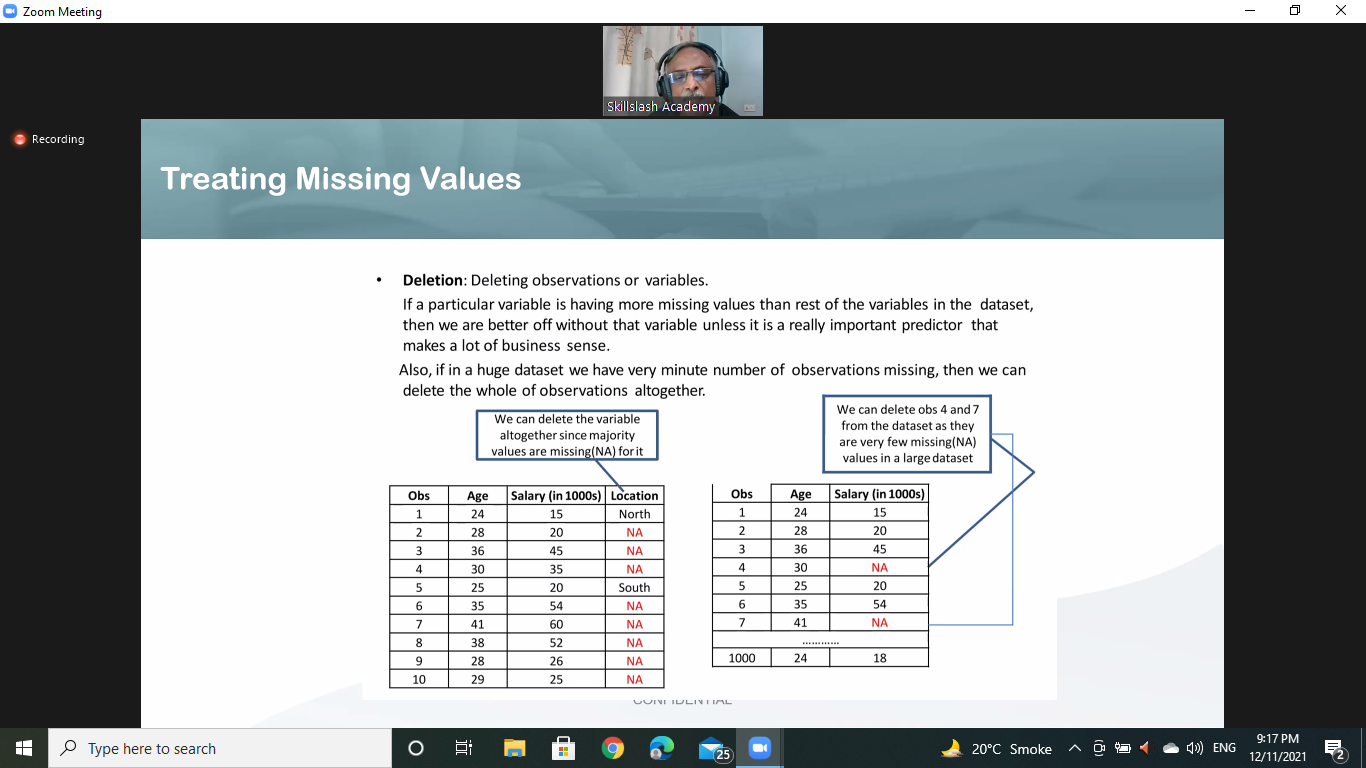 Zoom Meeting
Skillslash Academy
Recording
Treating Missing Values
• Deletion: Deleting observations or variables.
If a particular variable is having more missing values than rest of the variables in the dataset,
then we are better off without that variable unless it is a really important predictor that
makes a lot of business sense.
Also, if in a huge dataset we have very minute number of observations missing, then we can
delete the whole of observations altogether.
We can delete the variable
altogether since majority
values are missing(NA) for it
We can delete obs 4 and 7
from the dataset as they
are very few missing(NA)
values in a large dataset
Obs Age Salary (in 1000s) Location
1 24 15 North
2 28 20 NA
3 36 45 NA
4 30 35 NA
5 25 20 South
6 35 54 NA
7 41 60 NA
8 38 52 NA
9 28 26 NA
10 29 25 NA
Obs Age Salary (in 1000s)
1 24 15
2 28 20
3 36 45
4 30 NA
5 25 20
6 35 54
7 41 NA
............
1000 24 18
CONFIDENTIAL
Type here to search
25
20°C Smoke
ENG
9:17 PM
12/11/2021
2